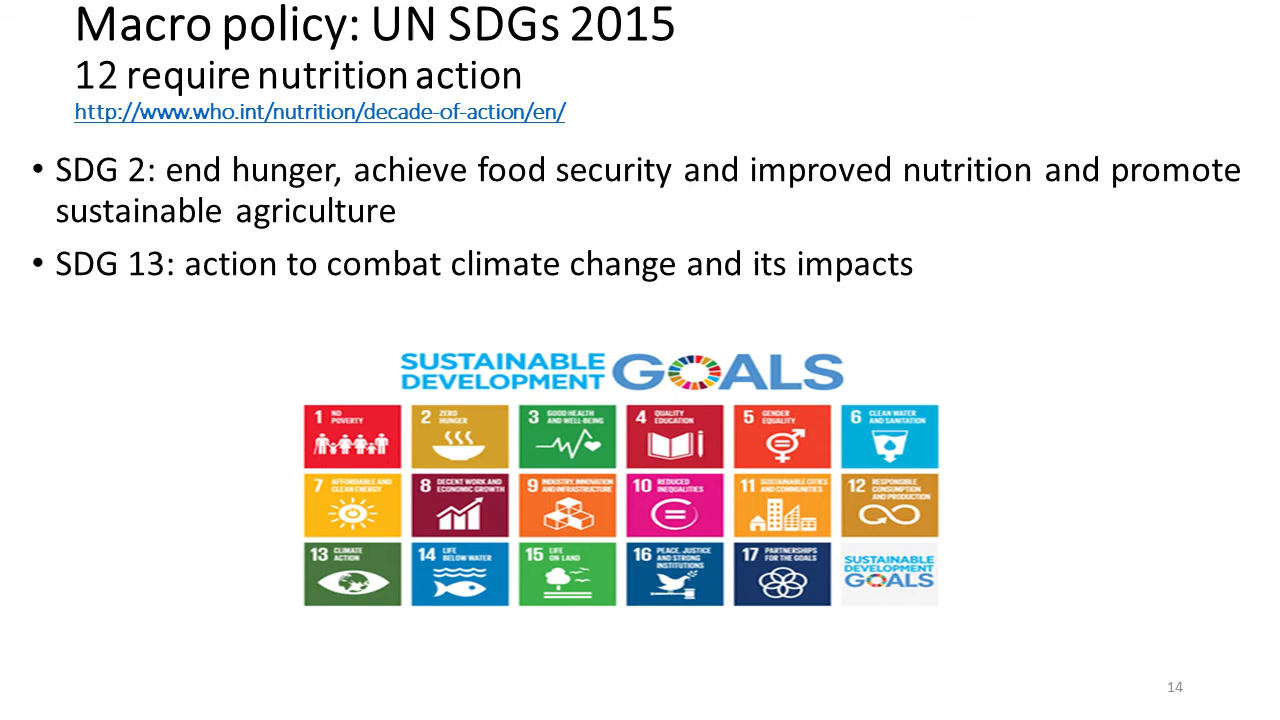 Macro policy: UN SDGs 2015
12 require nutrition action
http://www.who.int/nutrition/decade-of-action/en/
• SDG 2: end hunger, achieve food security and improved nutrition and promote
sustainable agriculture
• SDG 13: action to combat climate change and its impacts
SUSTAINABLE
DEVELOPMENT
GOALS
1 NO
POVERTY
2 ZERO
HUNGER
3 GOOD HEALTH
AND WELL-BEING
4 QUALITY
EDUCATION
5 GENDER
EQUALITY
6 CLEAN WATER
AND SANITATION
7 AFFORDABLE AND
CLEAN ENERGY
8 DECENT WORK AND
ECONOMIC GROWTH
9 INDUSTRY, INNOVATION
AND INFRASTRUCTURE
10 REDUCED
INEQUALITIES
11 SUSTAINABLE CITIES
AND COMMUNITIES
12 RESPONSIBLE
CONSUMPTION
AND PRODUCTION
13 CLIMATE
ACTION
14 LIFE
BELOW WATER
15 LIFE
ON LAND
16 PEACE, JUSTICE
AND STRONG
INSTITUTIONS
17 PARTNERSHIPS
FOR THE GOALS
SUSTAINABLE
DEVELOPMENT
GOALS
14